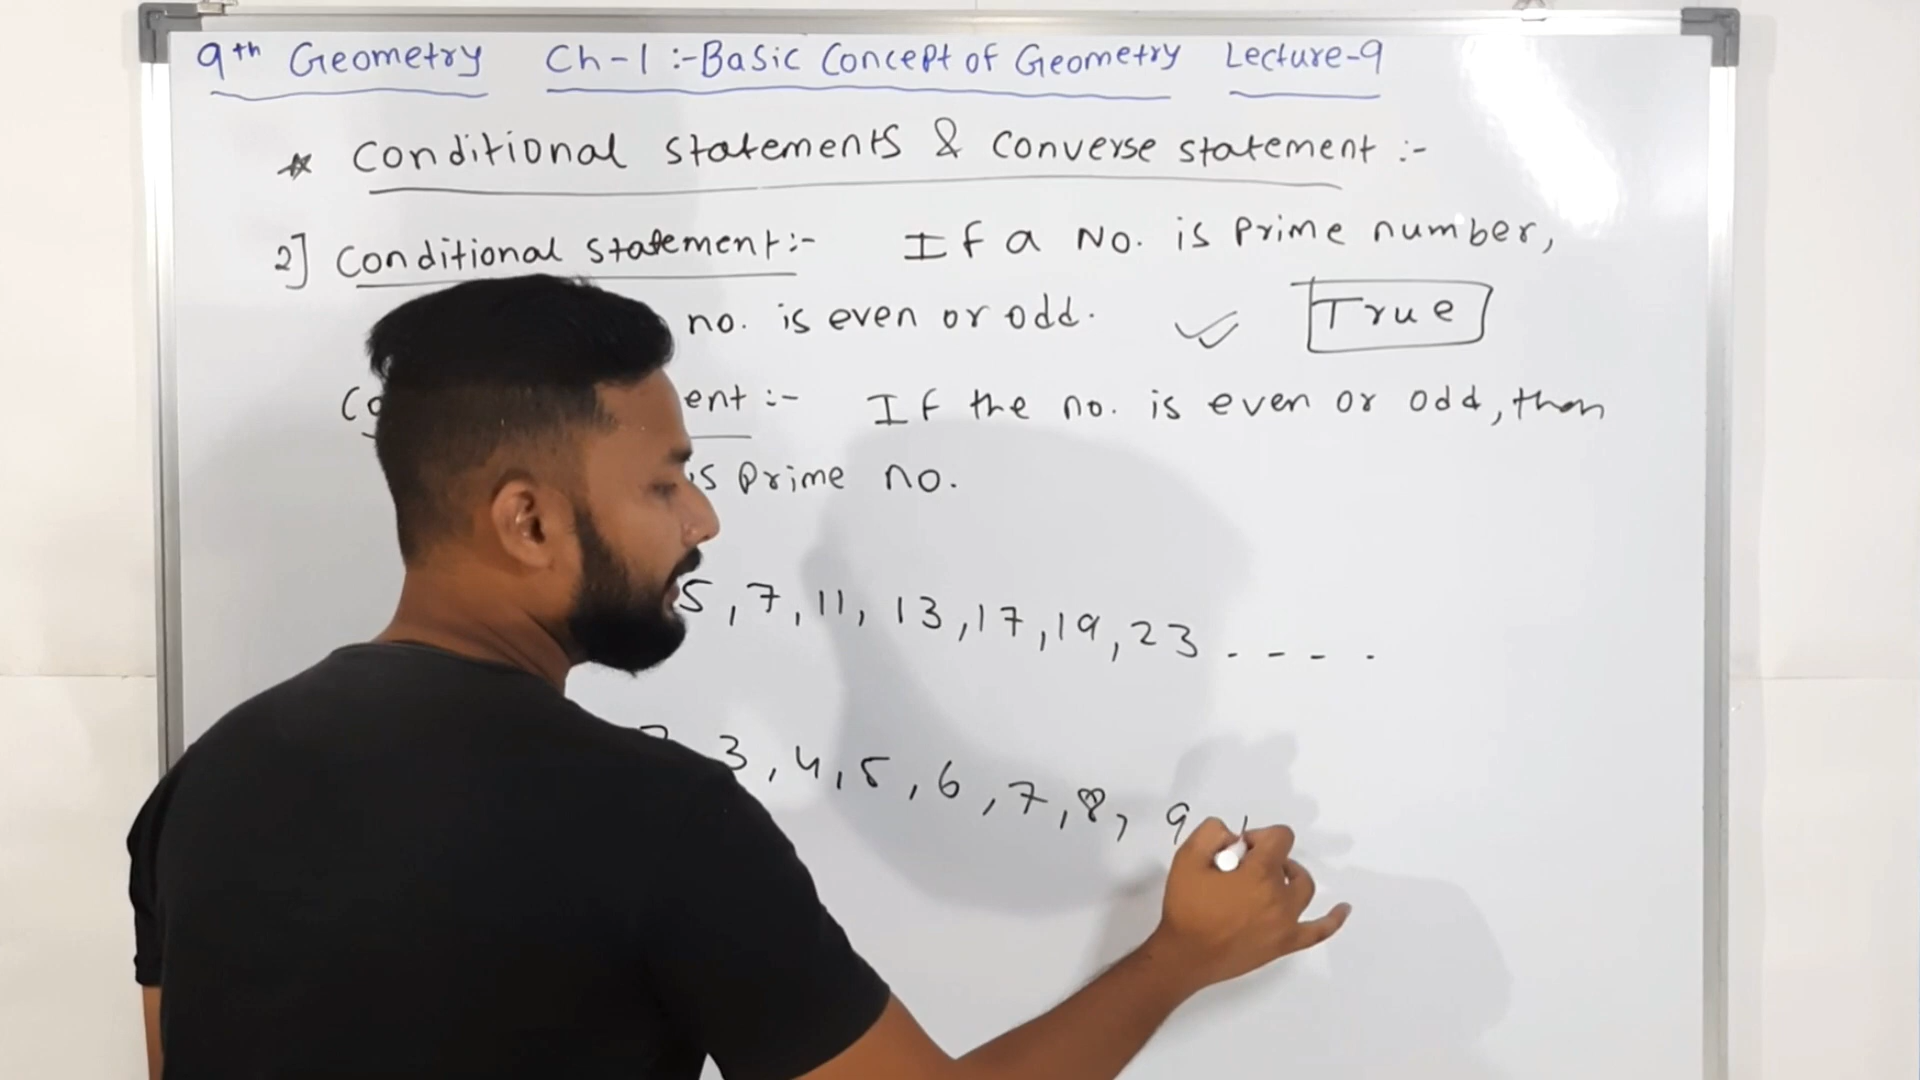 9th Geometry Ch-1 :- Basic Concept of Geometry Lecture-9
* Conditional statements & Converse statement :-
2] Conditional statement :- If a No. is Prime number,
no. is even or odd. ✓ True
ent :- If the no. is even or odd, then
is Prime no.
5, 7, 11, 13, 17, 19, 23 - - - -
3, 4, 5, 6, 7, 8, 9